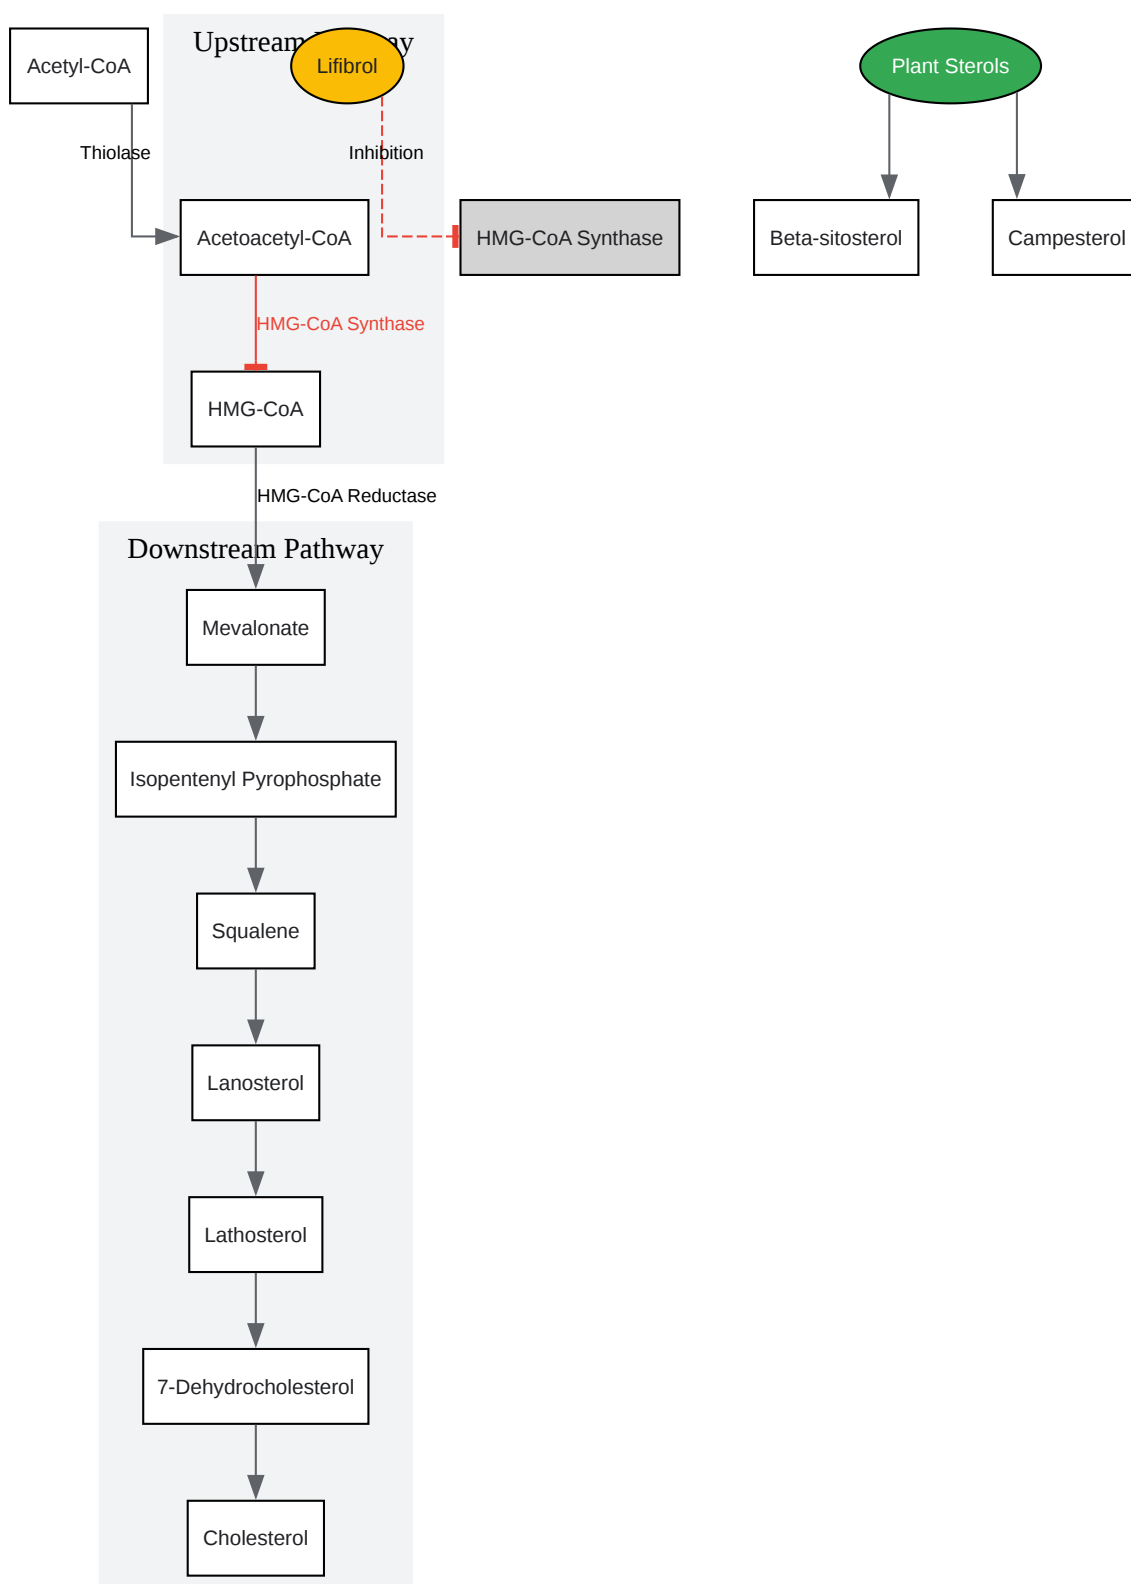 Upstream
ay
Acetyl-CoA
Lifibrol
Plant Sterols
Thiolase
Inhibition
Acetoacetyl-CoA
HMG-CoA Synthase
Beta-sitosterol
Campesterol
HMG-CoA Synthase
HMG-CoA
HMG-CoA Reductase
Downstream Pathway
Mevalonate
Isopentenyl Pyrophosphate
Squalene
Lanosterol
Lathosterol
7-Dehydrocholesterol
Cholesterol